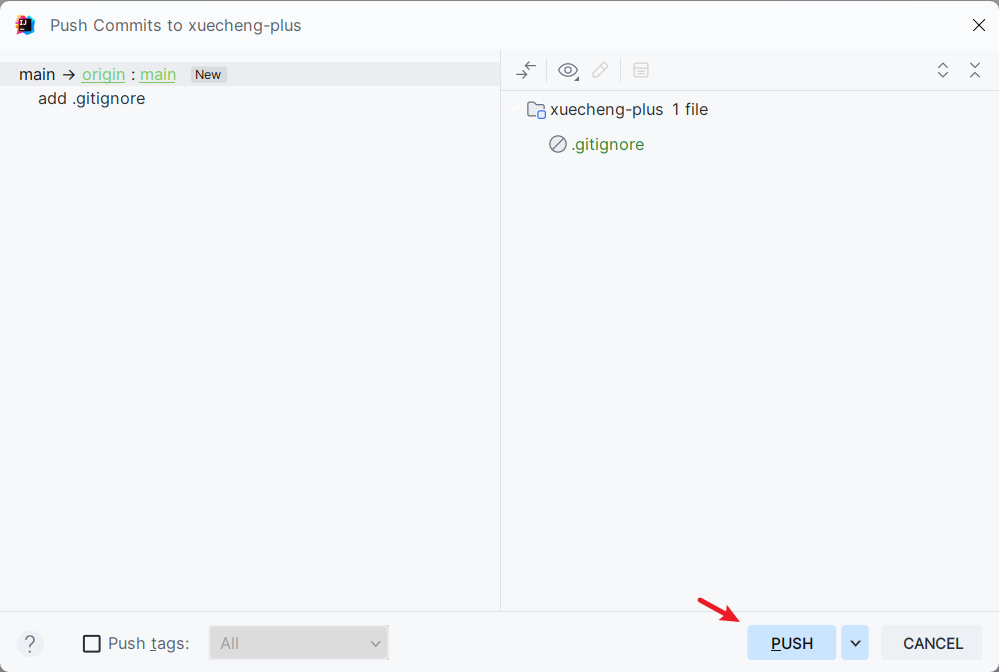 Push Commits to xuecheng-plus
main → origin : main New
add .gitignore
xuecheng-plus 1 file
.gitignore
? Push tags: All
PUSH
CANCEL